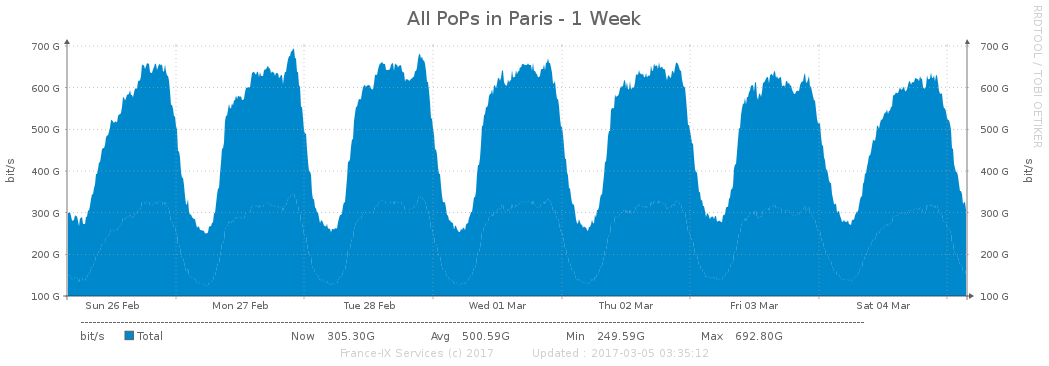 All PoPs in Paris - 1 Week
RRDTOOL / TOBI OETIKER
bit/s
700 G
600 G
500 G
400 G
300 G
200 G
100 G
700 G
600 G
500 G
400 G
300 G
200 G
100 G
bit/s
Sun 26 Feb Mon 27 Feb Tue 28 Feb Wed 01 Mar Thu 02 Mar Fri 03 Mar Sat 04 Mar
bit/s Total Now 305.30G Avg 500.59G Min 249.59G Max 692.80G
France-IX Services (c) 2017 Updated : 2017-03-05 03:35:12